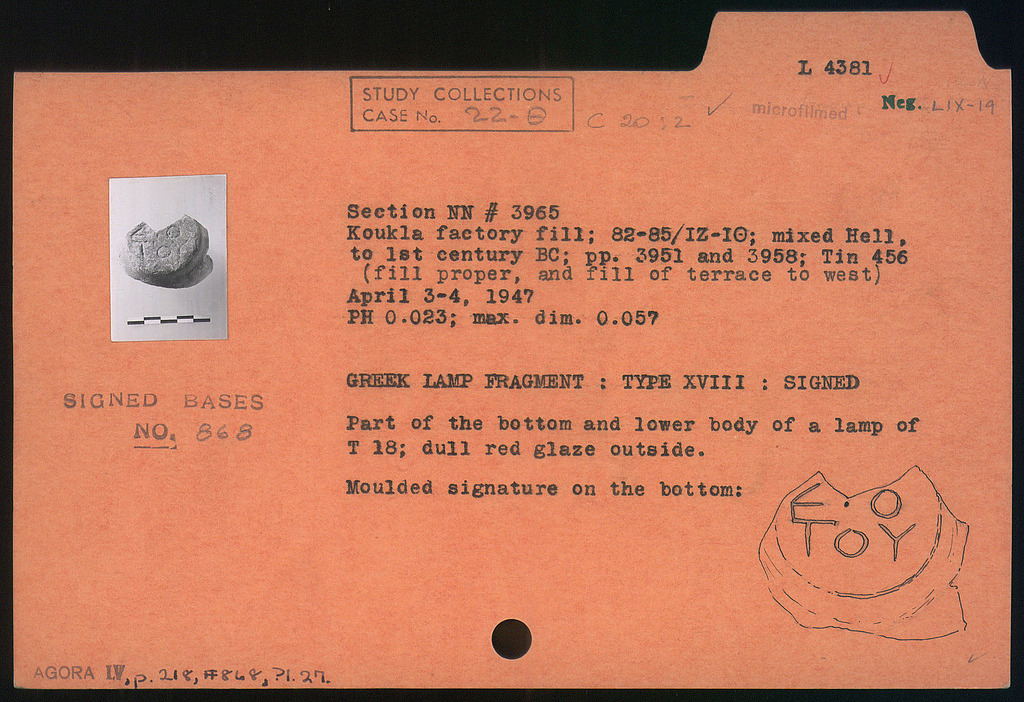 L 4381
STUDY COLLECTIONS
CASE No. 22-Θ
microfilmed
Neg. LIX-19
Section NN # 3965
Koukla factory fill; 82-85/ΙΖ-ΙΘ; mixed Hell,
to 1st century BC; pp. 3951 and 3958; Tin 456
(fill proper, and fill of terrace to west)
April 3-4, 1947
PH 0.023; max. dim. 0.057
GREEK LAMP FRAGMENT : TYPE XVIII : SIGNED
SIGNED BASES
NO. 868
Part of the bottom and lower body of a lamp of
T 18; dull red glaze outside.
Moulded signature on the bottom:
Ο
ΤΟΥ
AGORA IV, p. 218, #868, Pl. 27.